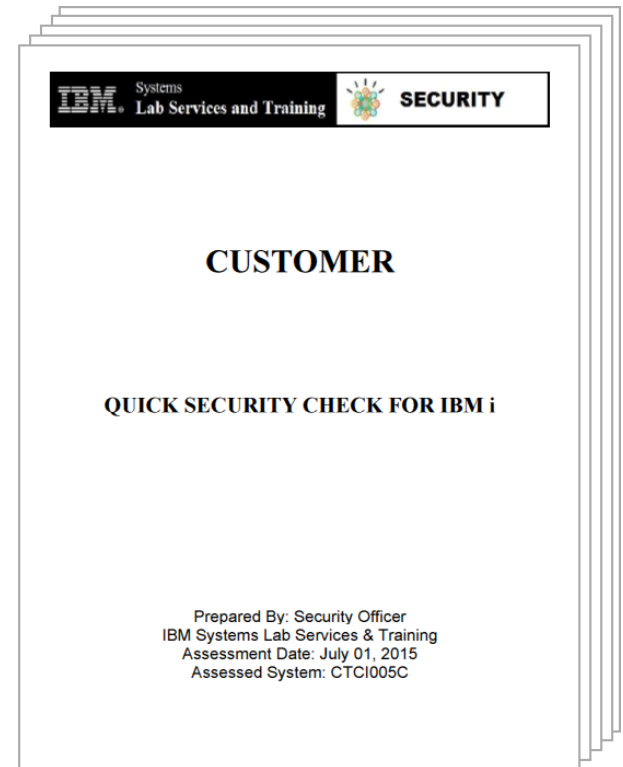 IBM. Systems
Lab Services and Training
SECURITY
CUSTOMER
QUICK SECURITY CHECK FOR IBM i
Prepared By: Security Officer
IBM Systems Lab Services & Training
Assessment Date: July 01, 2015
Assessed System: CTCI005C